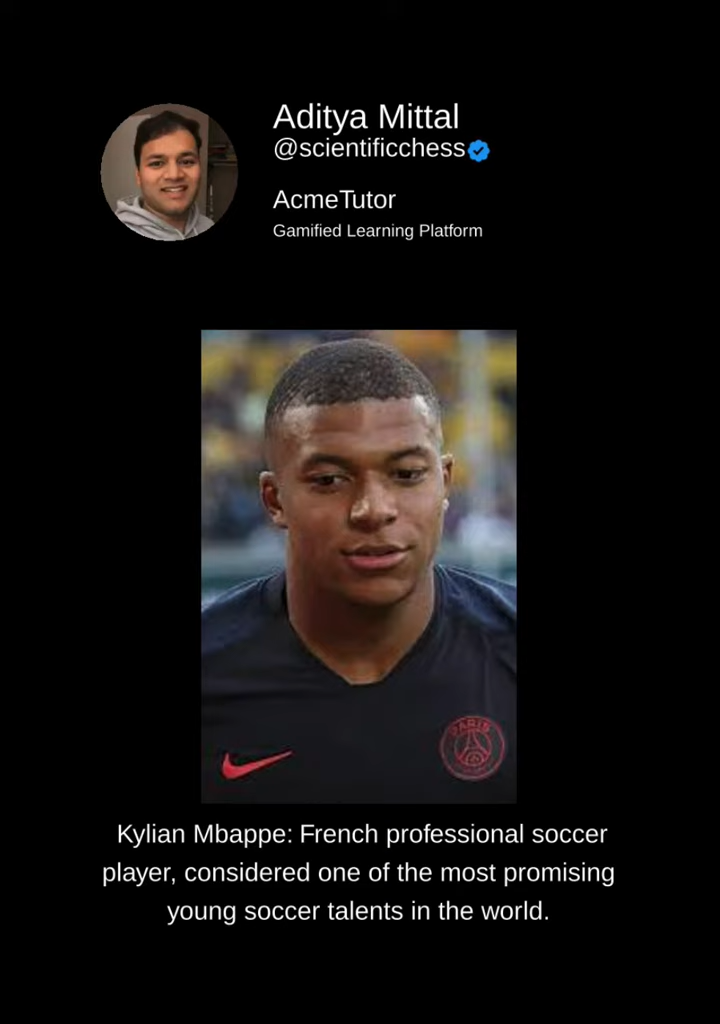 Aditya Mittal
@scientificchess
AcmeTutor
Gamified Learning Platform
PARIS
Kylian Mbappe: French professional soccer
player, considered one of the most promising
young soccer talents in the world.